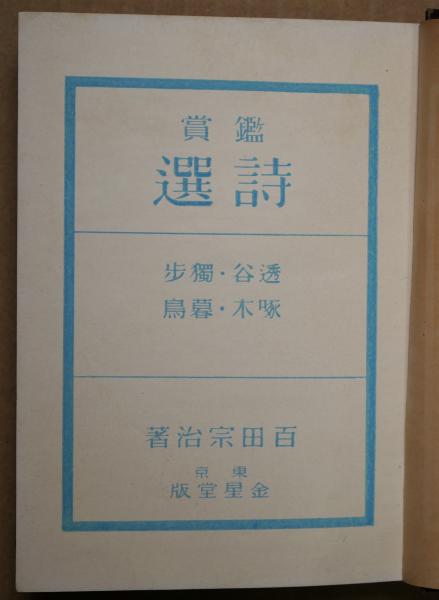 鑑賞
詩選
透谷・獨步
啄木・暮鳥
百田宗治著
東京
金星堂版